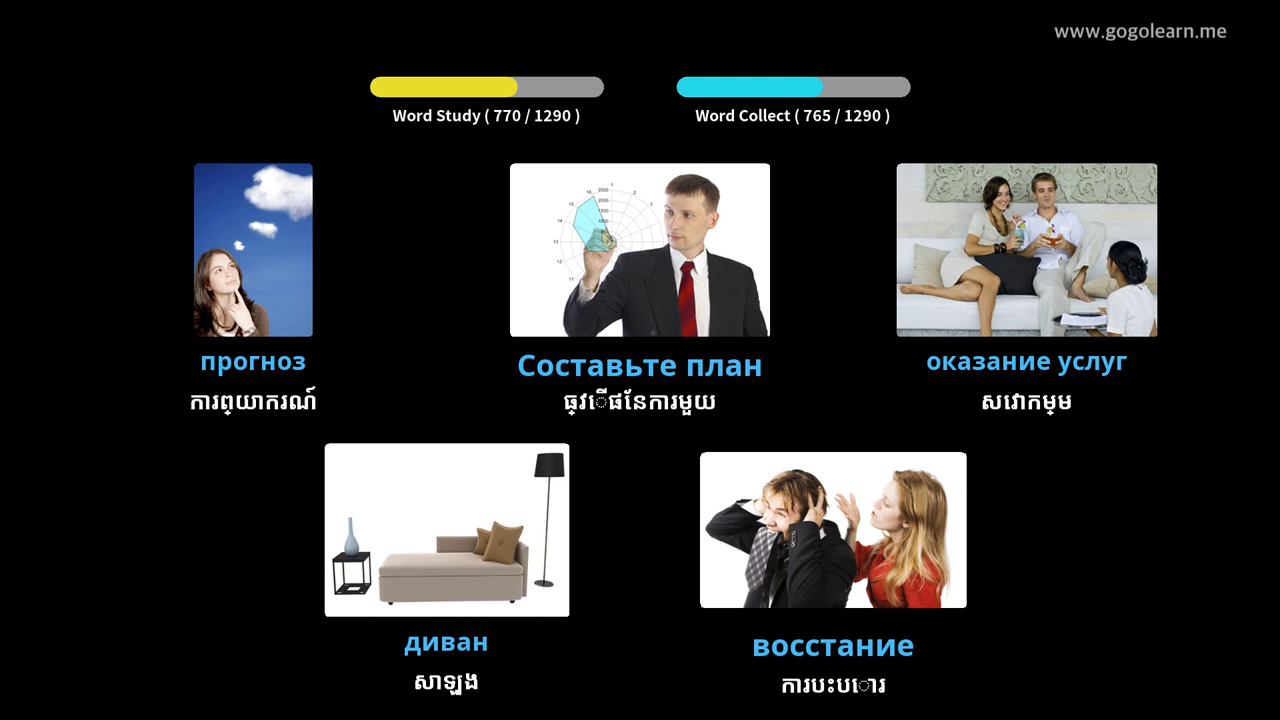 www.gogolearn.me
Word Study ( 770 / 1290 )
Word Collect ( 765 / 1290 )
прогноз
ការព្យាករណ៍
Составьте план
ធ្វើផែនការមួយ
оказание услуг
សេវាកម្ម
диван
សាឡុង
восстание
ការបះបោរ